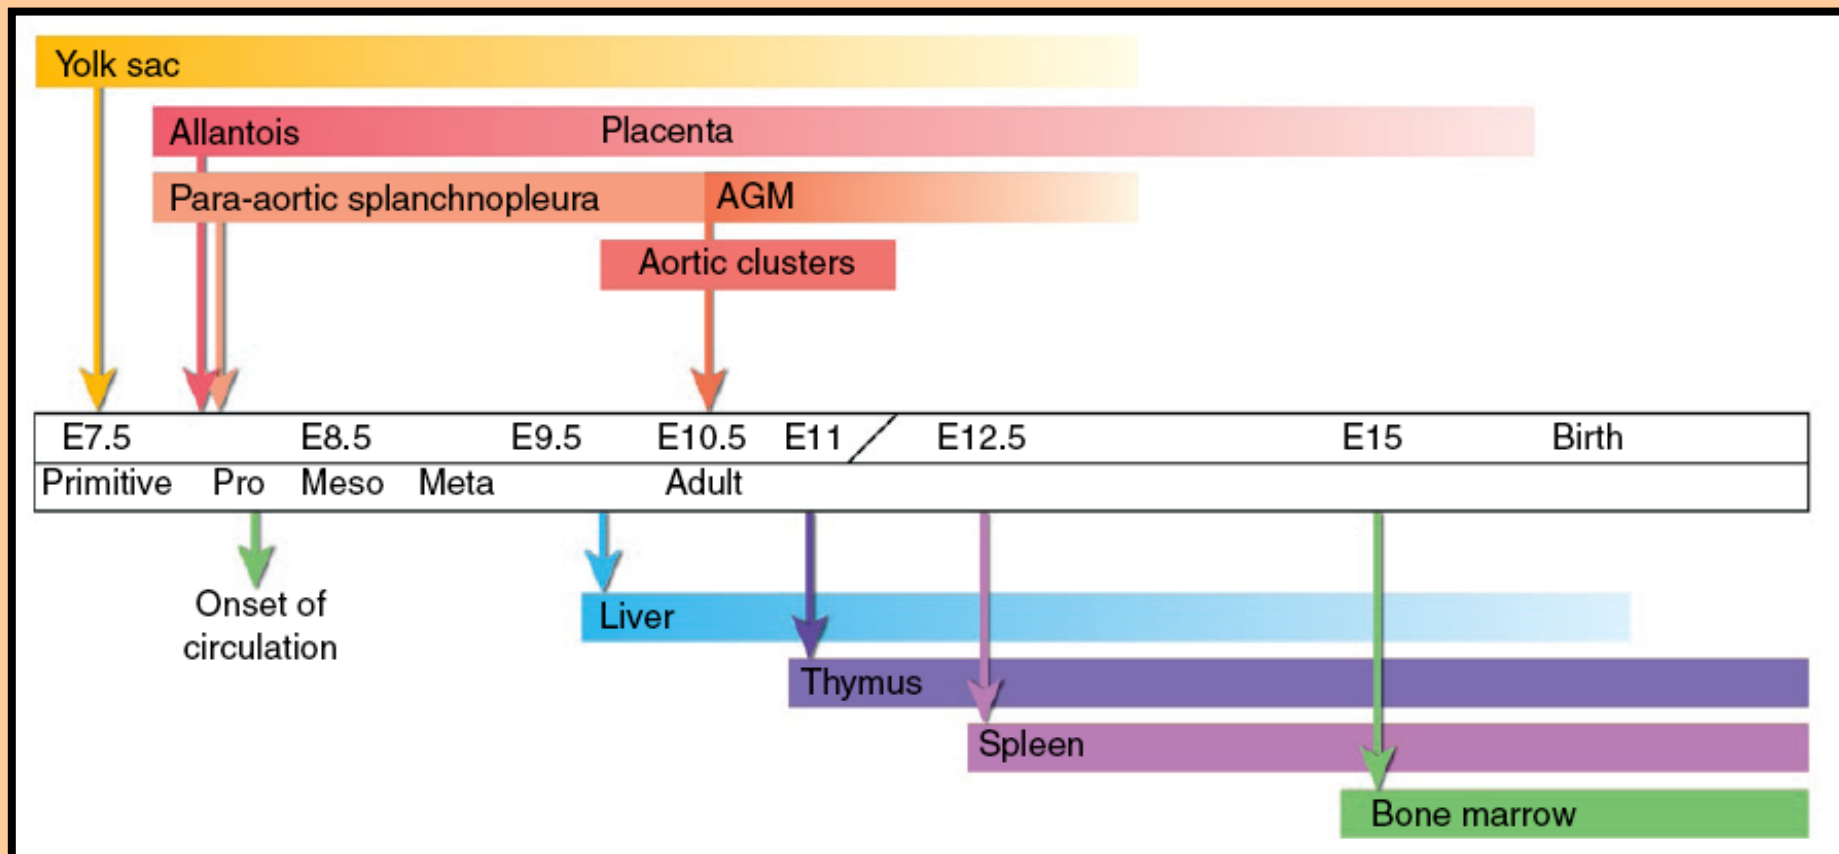 Yolk sac
Allantois Placenta
Para-aortic splanchnopleura AGM
Aortic clusters
E7.5 E8.5 E9.5 E10.5 E11 E12.5 E15 Birth
Primitive Pro Meso Meta Adult
Onset of
circulation
Liver
Thymus
Spleen
Bone marrow